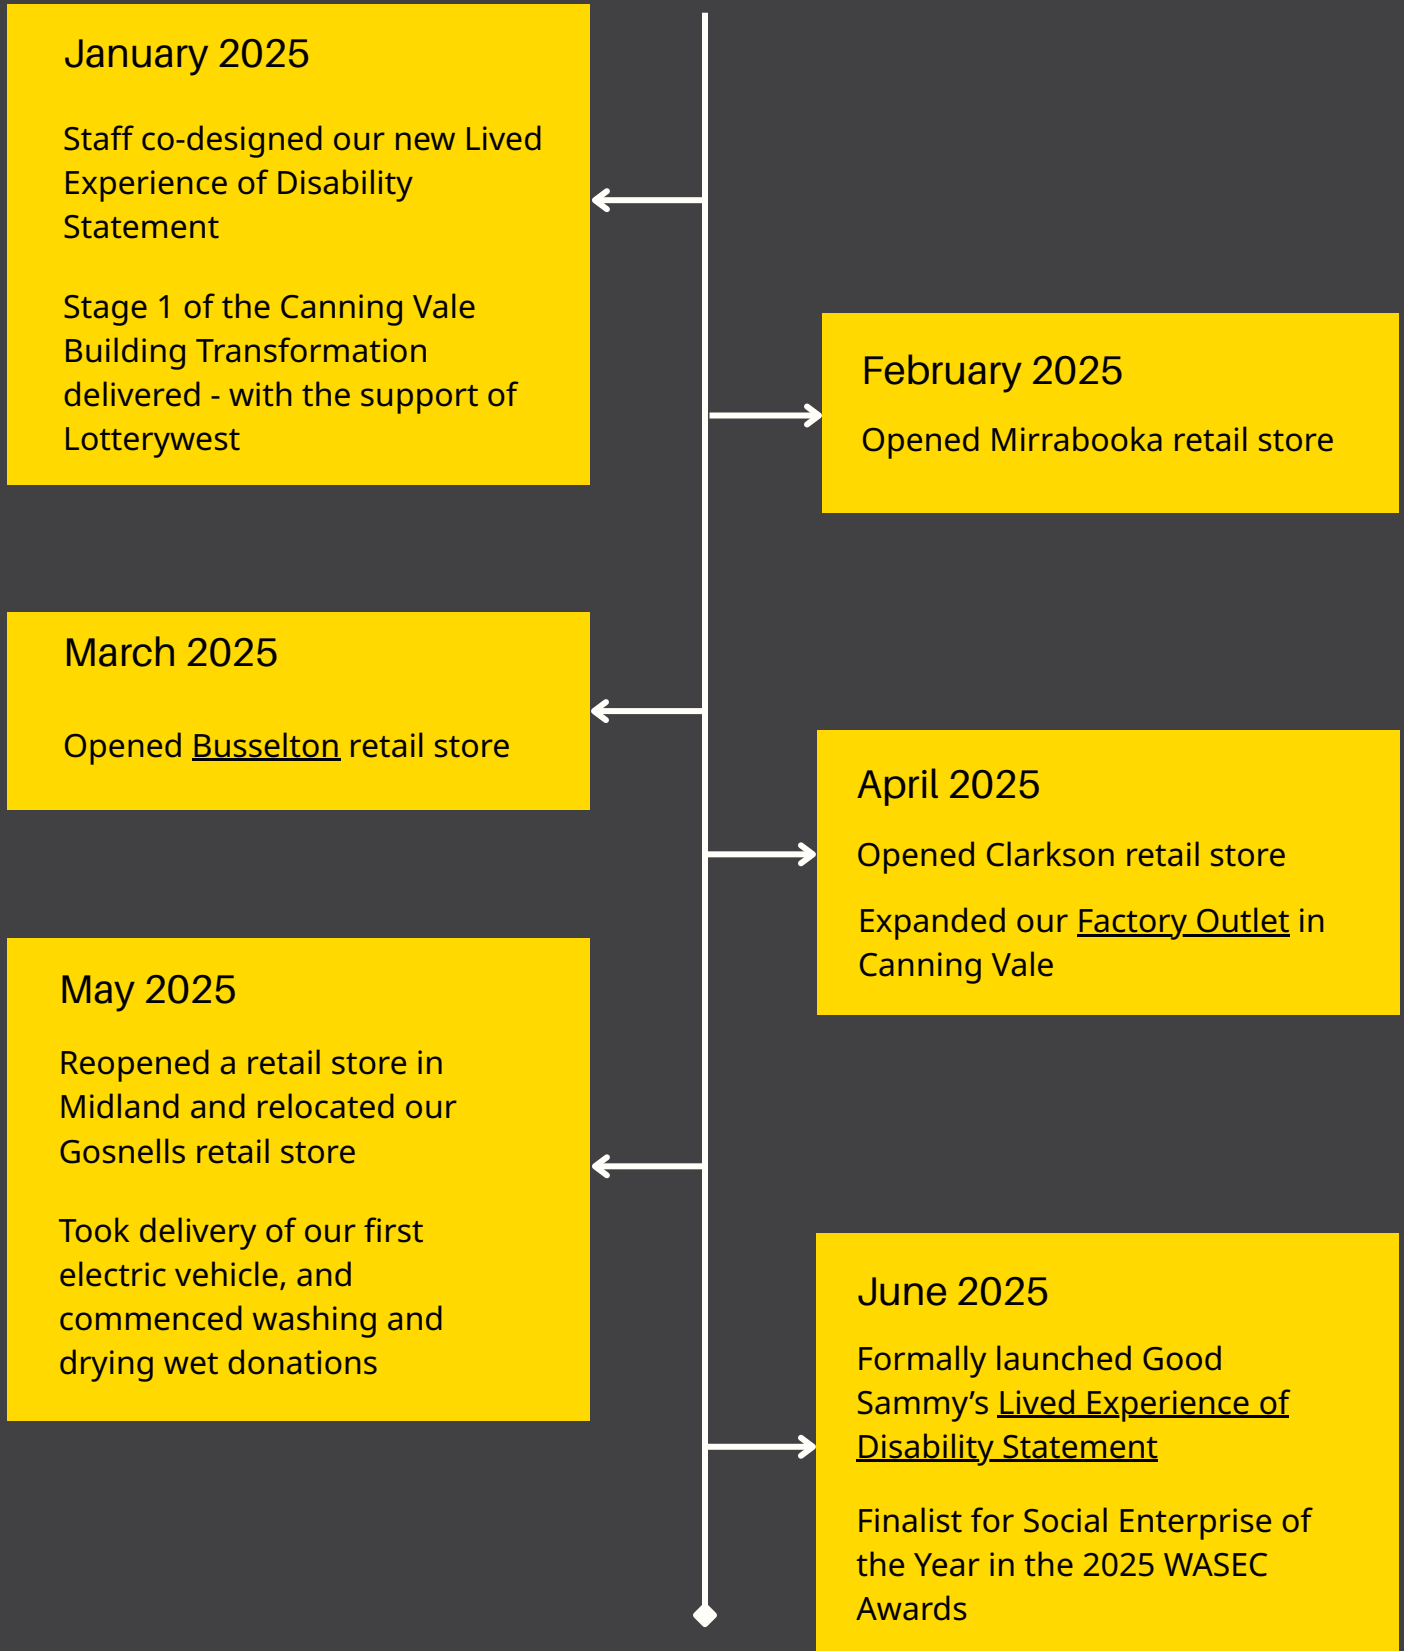 January 2025
Staff co-designed our new Lived
Experience of Disability
Statement
Stage 1 of the Canning Vale
Building Transformation
delivered - with the support of
Lotterywest
February 2025
Opened Mirrabooka retail store
March 2025
Opened Busselton retail store
April 2025
Opened Clarkson retail store
Expanded our Factory Outlet in
Canning Vale
May 2025
Reopened a retail store in
Midland and relocated our
Gosnells retail store
Took delivery of our first
electric vehicle, and
commenced washing and
drying wet donations
June 2025
Formally launched Good
Sammy’s Lived Experience of
Disability Statement
Finalist for Social Enterprise of
the Year in the 2025 WASEC
Awards